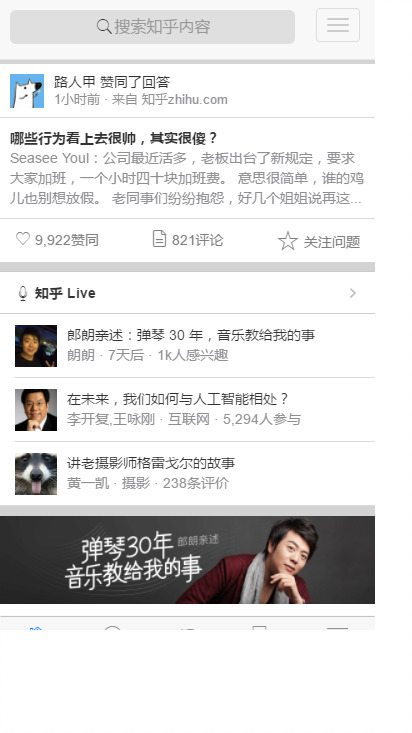 搜索知乎内容
路人甲 赞同了回答
1小时前 · 来自 知乎zhihu.com
哪些行为看上去很帅，其实很傻？
Seasee Youl：公司最近活多，老板出台了新规定，要求
大家加班，一个小时四十块加班费。 意思很简单，谁的鸡
儿也别想放假。 老同事们纷纷抱怨，好几个姐姐说再这...
9,922赞同
821评论
关注问题
知乎 Live
郎朗亲述：弹琴 30 年，音乐教给我的事
朗朗 · 7天后 · 1k人感兴趣
在未来，我们如何与人工智能相处？
李开复,王咏刚 · 互联网 · 5,294人参与
讲老摄影师格雷戈尔的故事
黄一凯 · 摄影 · 238条评价
弹琴30年 郎朗亲述
音乐教给我的事